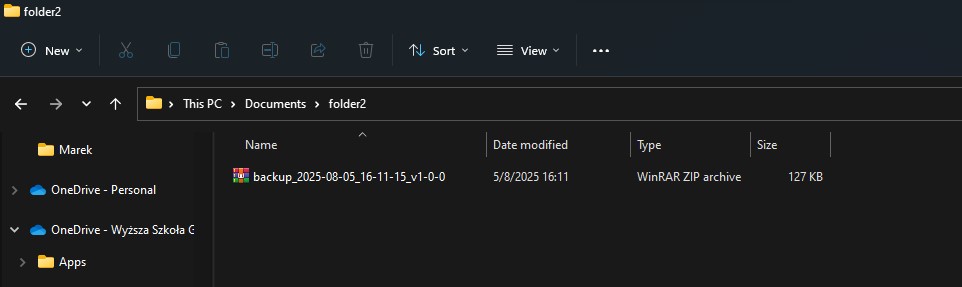 folder2
New Sort View
This PC > Documents > folder2
Name Date modified Type Size
Marek
backup_2025-08-05_16-11-15_v1-0-0 5/8/2025 16:11 WinRAR ZIP archive 127 KB
OneDrive - Personal
OneDrive - Wyższa Szkoła G
Apps